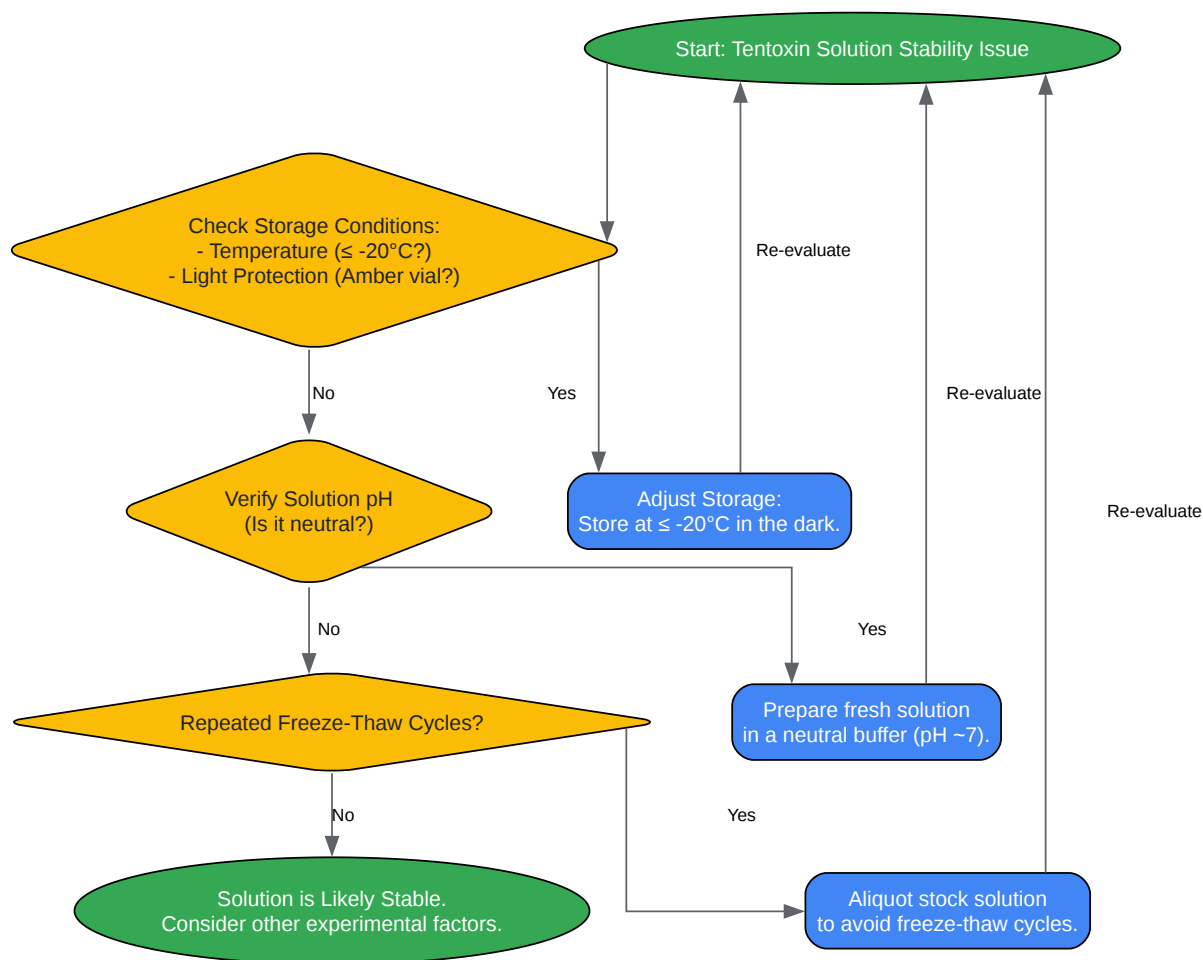 Start: Tentoxin Solution Stability Issue
Check Storage Conditions:
- Temperature (≤ -20°C?)
- Light Protection (Amber vial?)
Re-evaluate
No
Yes
Re-evaluate
Verify Solution pH
(Is it neutral?)
Adjust Storage:
Store at ≤ -20°C in the dark.
Re-evaluate
No
Yes
Repeated Freeze-Thaw Cycles?
Prepare fresh solution
in a neutral buffer (pH ~7).
No
Yes
Solution is Likely Stable.
Consider other experimental factors.
Aliquot stock solution
to avoid freeze-thaw cycles.